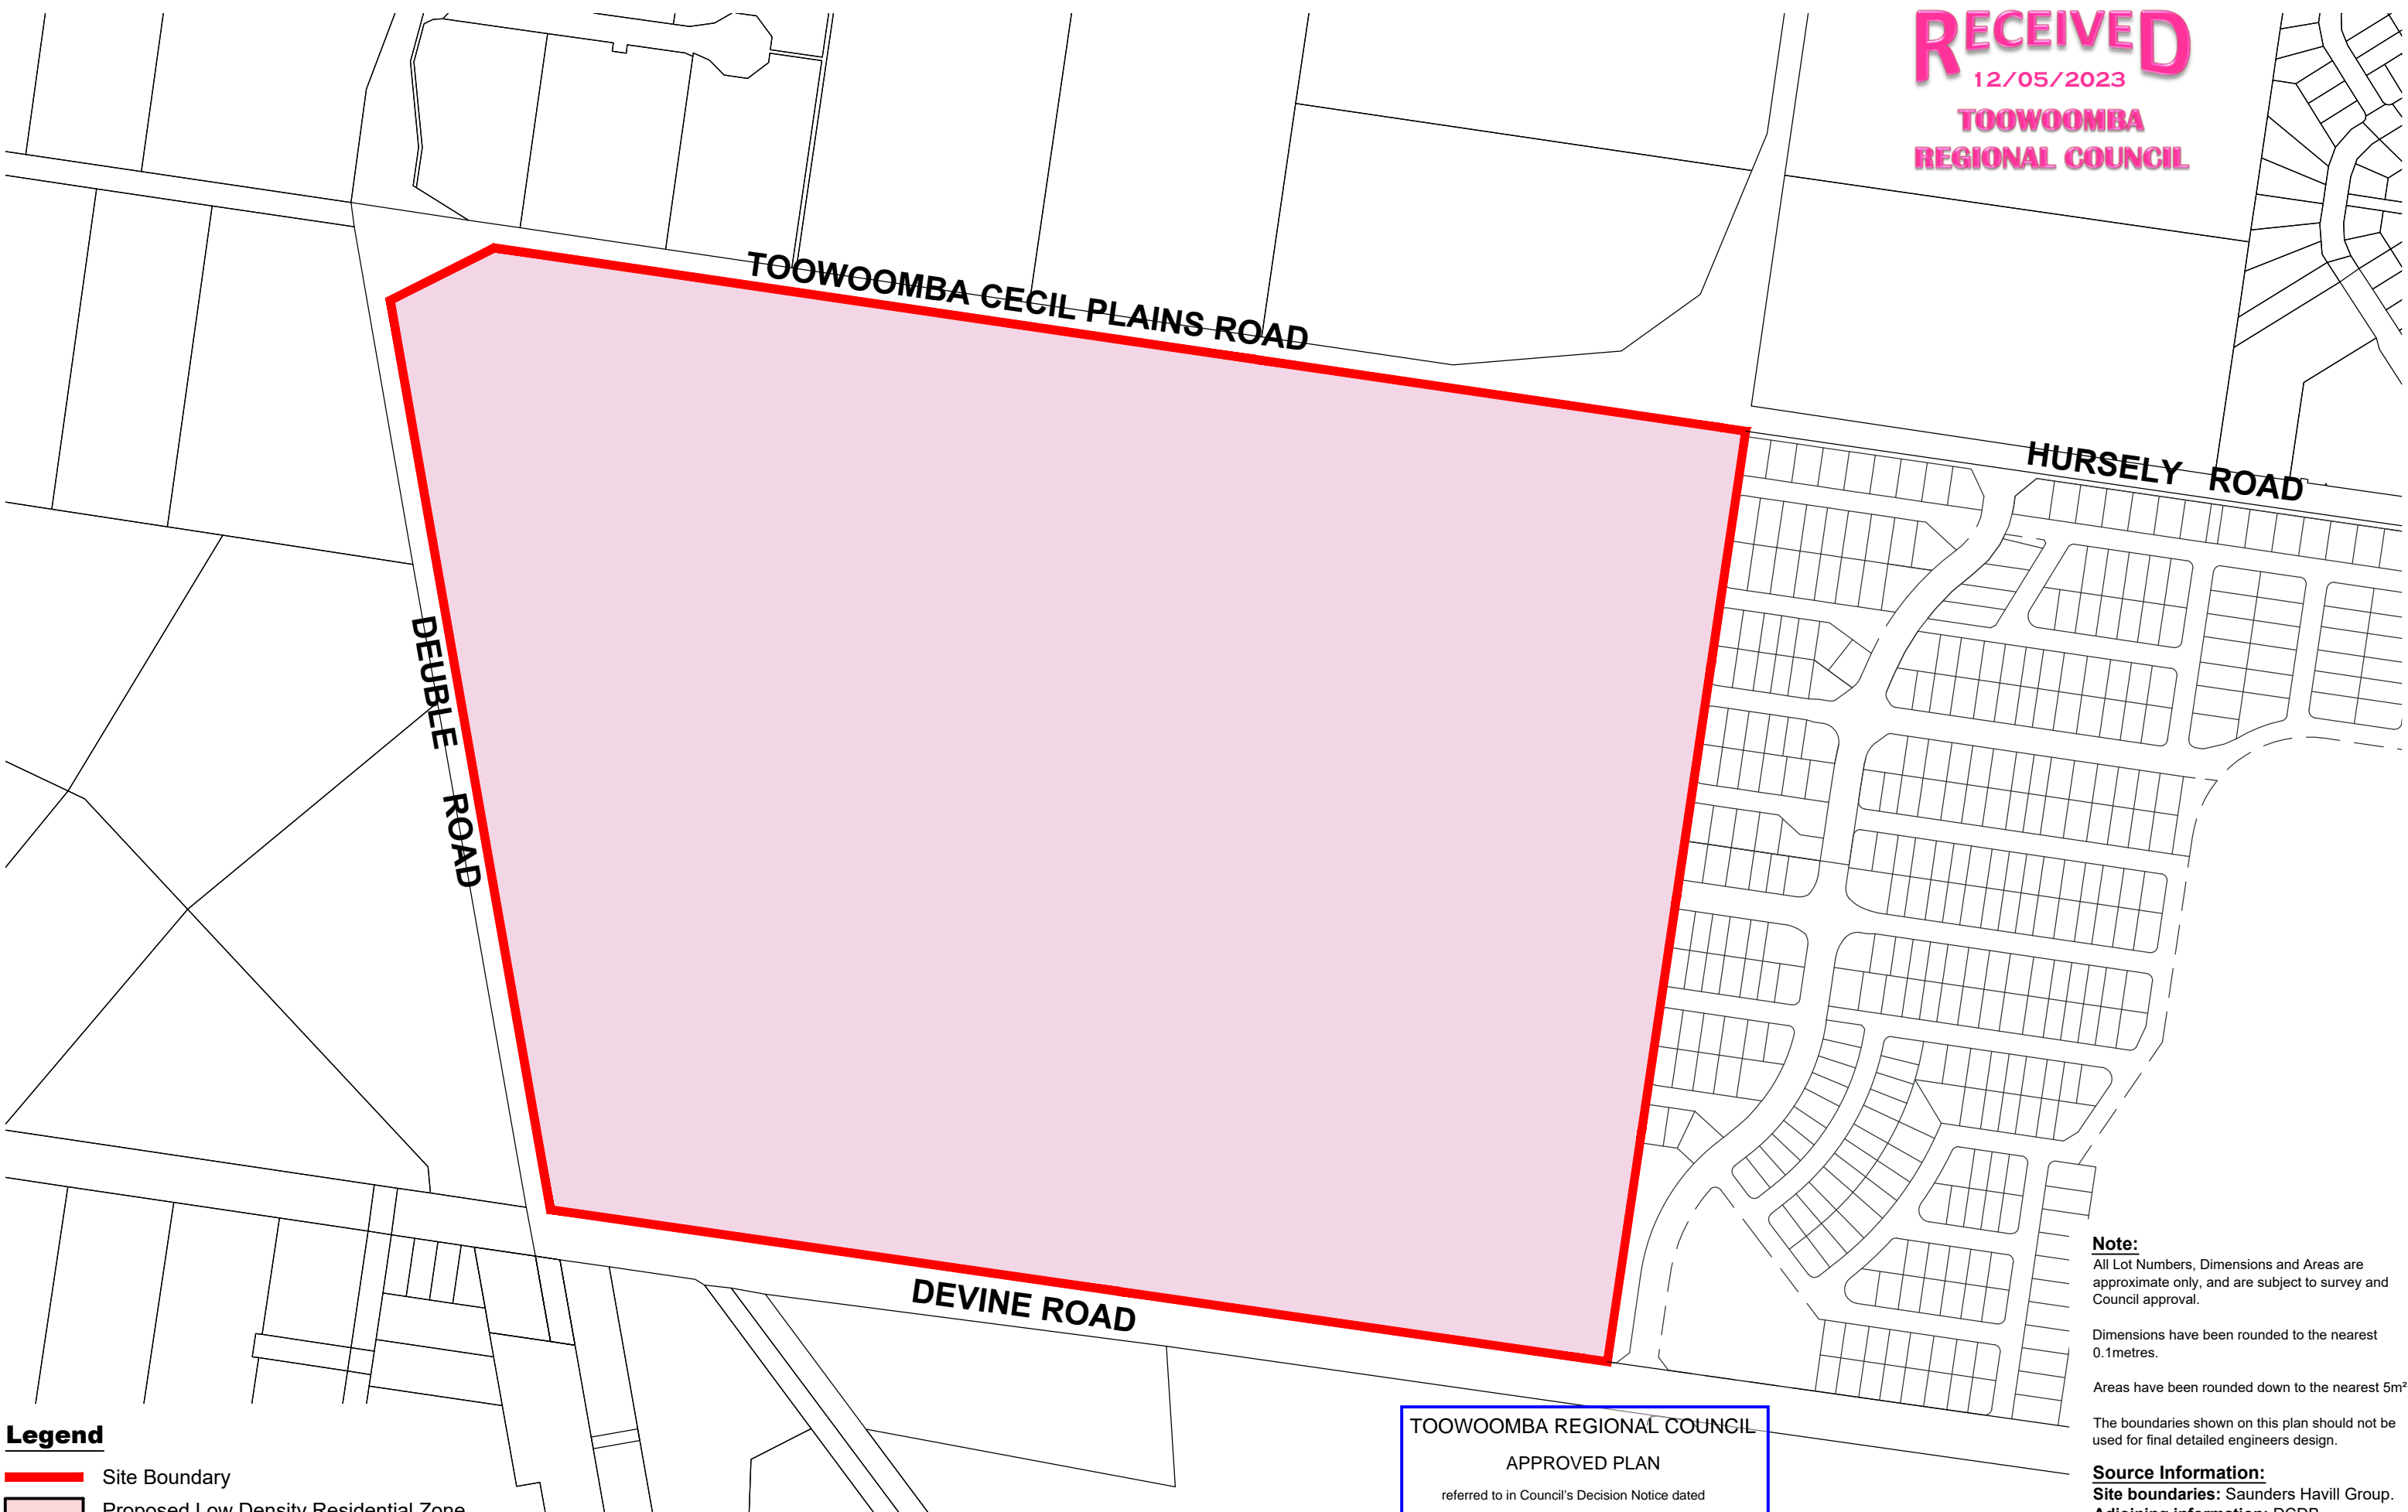 RECEIVED
12/05/2023
TOOWOOMBA
REGIONAL COUNCIL
TOOWOOMBA CECIL PLAINS ROAD
HURSELY ROAD
DEUBLE ROAD
DEVINE ROAD
Note:
All Lot Numbers, Dimensions and Areas are
approximate only, and are subject to survey and
Council approval.
Dimensions have been rounded to the nearest
0.1metres.
Areas have been rounded down to the nearest 5m²
The boundaries shown on this plan should not be
used for final detailed engineers design.
Source Information:
Site boundaries: Saunders Havill Group.
Adjoining information: DCDB
Legend
Site Boundary
Proposed Low Density Residential Zone
TOOWOOMBA REGIONAL COUNCIL
APPROVED PLAN
referred to in Council's Decision Notice dated